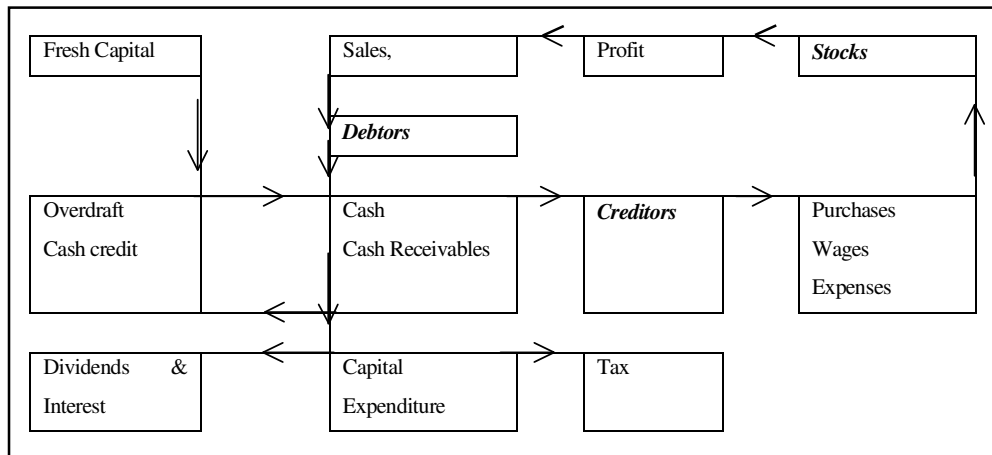 Fresh Capital
Sales,
Profit
Stocks
Debtors
Overdraft
Cash credit
Cash
Cash Receivables
Creditors
Purchases
Wages
Expenses
Dividends &
Interest
Capital
Expenditure
Tax